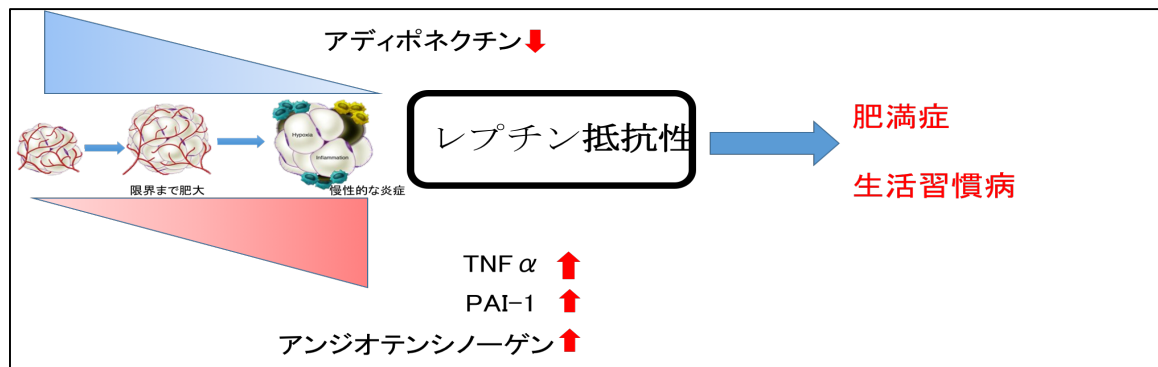 アディポネクチン
Hypoxia
Inflammation
限界まで肥大
慢性的な炎症
レプチン抵抗性
肥満症
生活習慣病
TNFα
PAI-1
アンジオテンシノーゲン